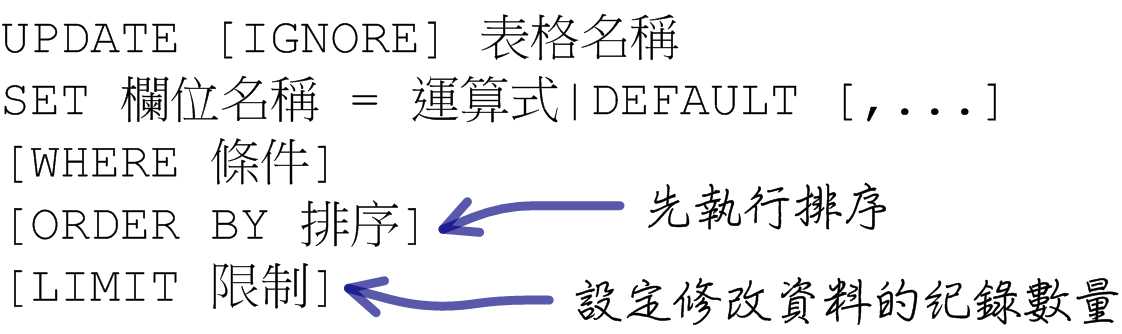 UPDATE [IGNORE] 表格名稱
SET 欄位名稱 = 運算式|DEFAULT [,...]
[WHERE 條件]
[ORDER BY 排序]
先執行排序
[LIMIT 限制]
設定修改資料的紀錄數量